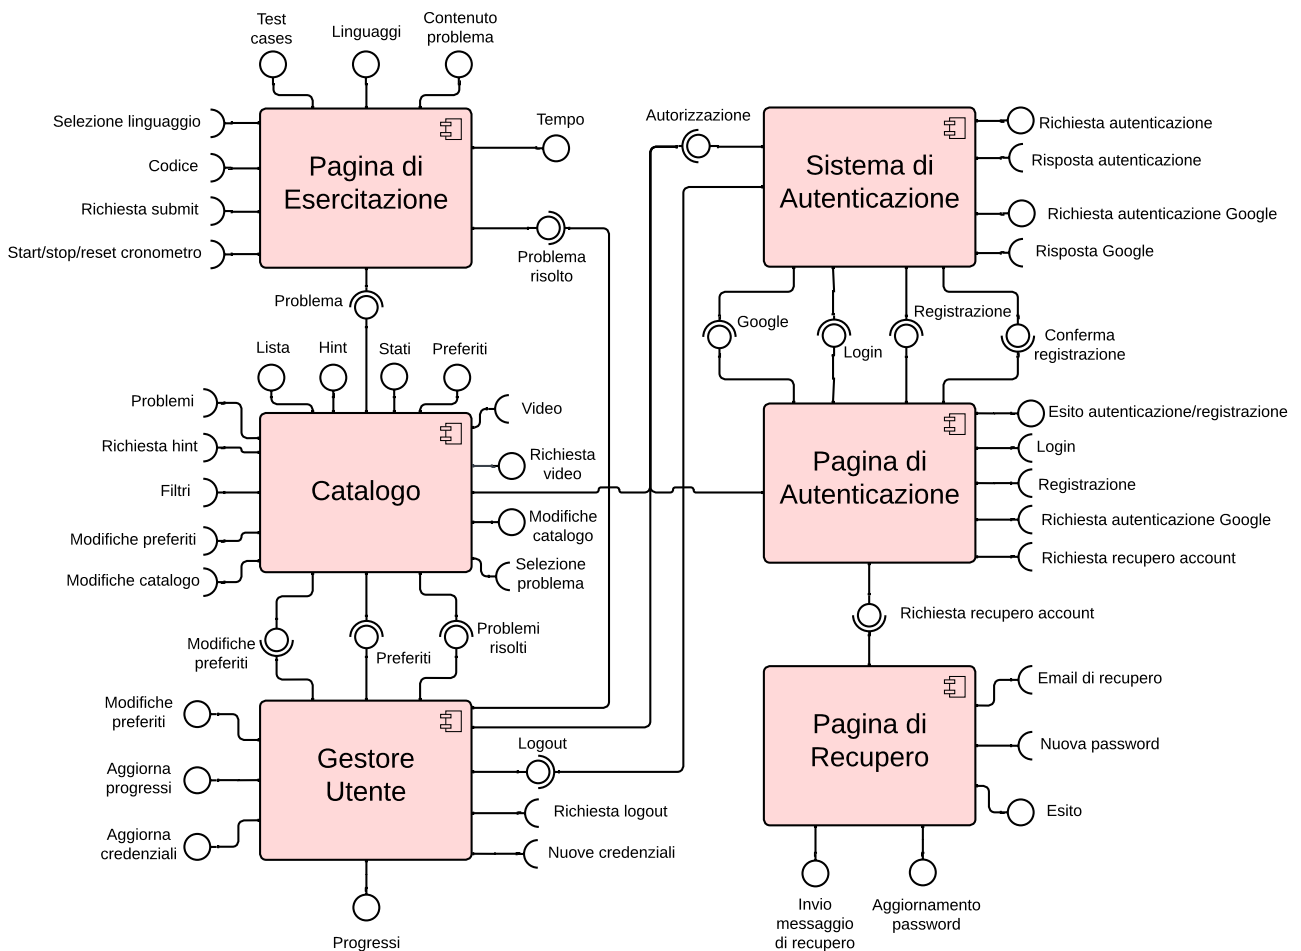 Test
cases
Linguaggi
Contenuto
problema
Selezione linguaggio
Codice
Richiesta submit
Start/stop/reset cronometro
Pagina di
Esercitazione
Tempo
Problema
risolto
Problema
Autorizzazione
Sistema di
Autenticazione
Richiesta autenticazione
Risposta autenticazione
Richiesta autenticazione Google
Risposta Google
Google
Login
Registrazione
Conferma
registrazione
Lista
Hint
Stati
Preferiti
Problemi
Richiesta hint
Filtri
Modifiche preferiti
Modifiche catalogo
Catalogo
Video
Richiesta
video
Modifiche
catalogo
Selezione
problema
Pagina di
Autenticazione
Esito autenticazione/registrazione
Login
Registrazione
Richiesta autenticazione Google
Richiesta recupero account
Modifiche
preferiti
Preferiti
Problemi
risolti
Richiesta recupero account
Modifiche
preferiti
Aggiorna
progressi
Aggiorna
credenziali
Gestore
Utente
Logout
Richiesta logout
Nuove credenziali
Progressi
Pagina di
Recupero
Email di recupero
Nuova password
Esito
Invio
messaggio
di recupero
Aggiornamento
password